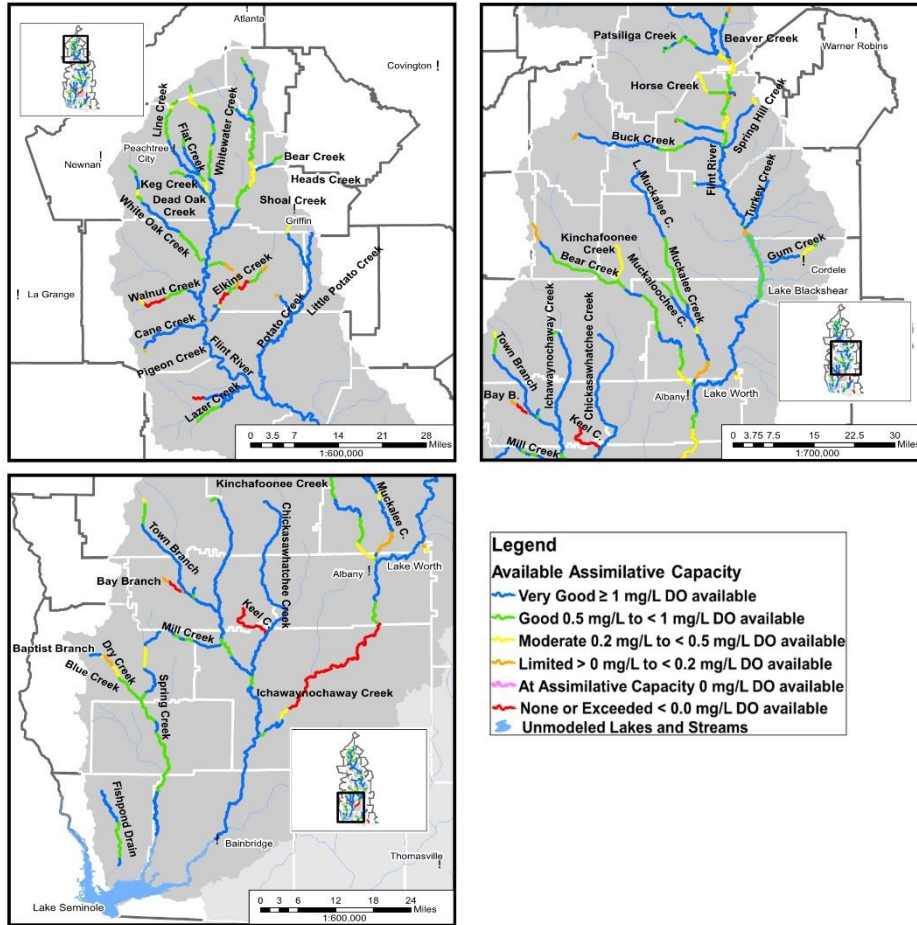 Atlanta
Covington
Line Creek
Flat Creek
Whitewater Creek
Peachtree
City
Newnan
Bear Creek
Keg Creek
Heads Creek
Dead Oak
Creek
Shoal Creek
Griffin
White Oak Creek
La Grange
Walnut Creek
Elkins Creek
Potato Creek
Little Potato Creek
Cane Creek
Pigeon Creek
Flint River
Lazer Creek
0 3.5 7 14 21 28
Miles
1:600,000
Patsiliga Creek
Beaver Creek
Warner Robins
Horse Creek
Spring Hill Creek
Buck Creek
Flint River
L. Muckalee C.
Turkey Creek
Kinchafoonee
Creek
Gum Creek
Bear Creek
Muckaloochee C.
Muckalee Creek
Cordele
Lake Blackshear
Town Branch
Ichawaynochaway Creek
Chickasawhatchee Creek
Bay B.
Albany
Lake Worth
Keel C.
Mill Creek
0 3.75 7.5 15 22.5 30
Miles
1:700,000
Kinchafoonee Creek
Muckalee C.
Chickasawhatchee Creek
Town Branch
Lake Worth
Albany
Bay Branch
Keel C.
Mill Creek
Baptist Branch
Dry Creek
Blue Creek
Spring Creek
Ichawaynochaway Creek
Fishpond Drain
Bainbridge
Thomasville
Lake Seminole
0 3 6 12 18 24
Miles
1:600,000
Legend
Available Assimilative Capacity
Very Good ≥ 1 mg/L DO available
Good 0.5 mg/L to < 1 mg/L DO available
Moderate 0.2 mg/L to < 0.5 mg/L DO available
Limited > 0 mg/L to < 0.2 mg/L DO available
At Assimilative Capacity 0 mg/L DO available
None or Exceeded < 0.0 mg/L DO available
Unmodeled Lakes and Streams